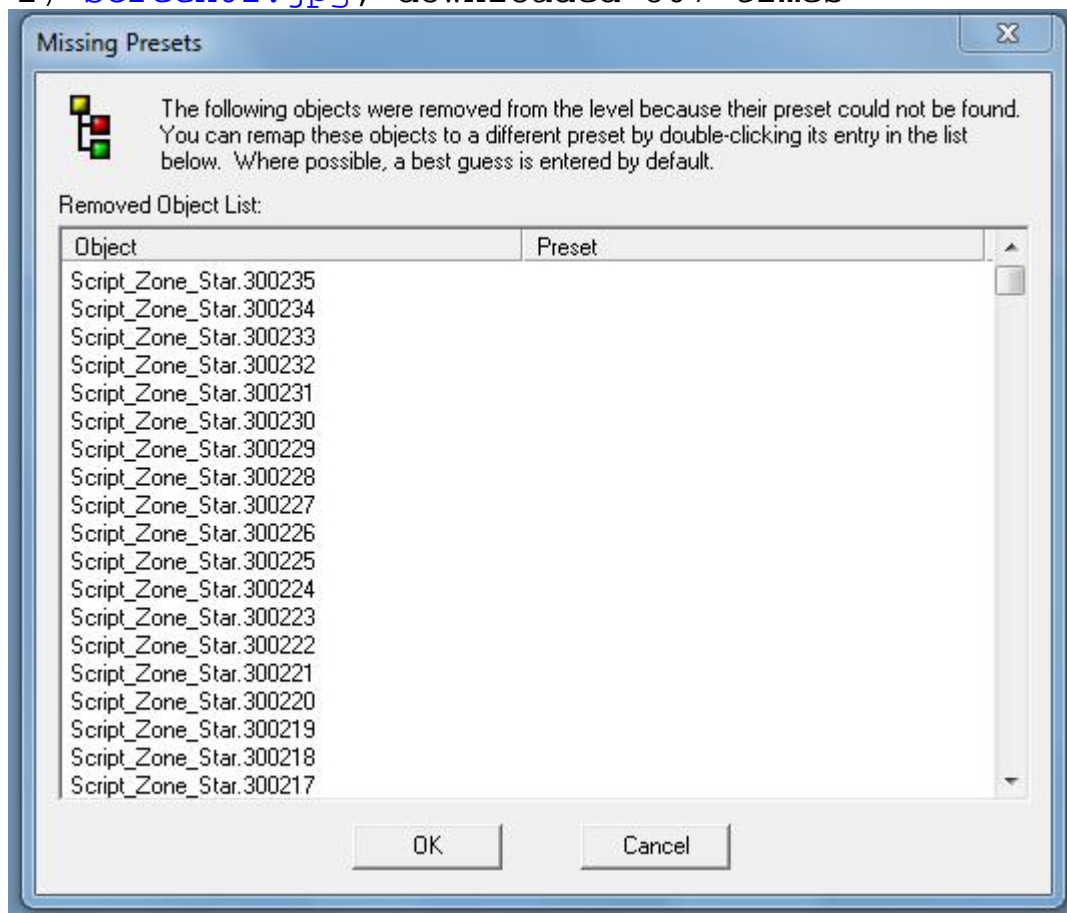 Missing Presets
The following objects were removed from the level because their preset could not be found.
You can remap these objects to a different preset by double-clicking its entry in the list
below. Where possible, a best guess is entered by default.
Removed Object List:
Object Preset
Script_Zone_Star.300235
Script_Zone_Star.300234
Script_Zone_Star.300233
Script_Zone_Star.300232
Script_Zone_Star.300231
Script_Zone_Star.300230
Script_Zone_Star.300229
Script_Zone_Star.300228
Script_Zone_Star.300227
Script_Zone_Star.300226
Script_Zone_Star.300225
Script_Zone_Star.300224
Script_Zone_Star.300223
Script_Zone_Star.300222
Script_Zone_Star.300221
Script_Zone_Star.300220
Script_Zone_Star.300219
Script_Zone_Star.300218
Script_Zone_Star.300217
OK Cancel